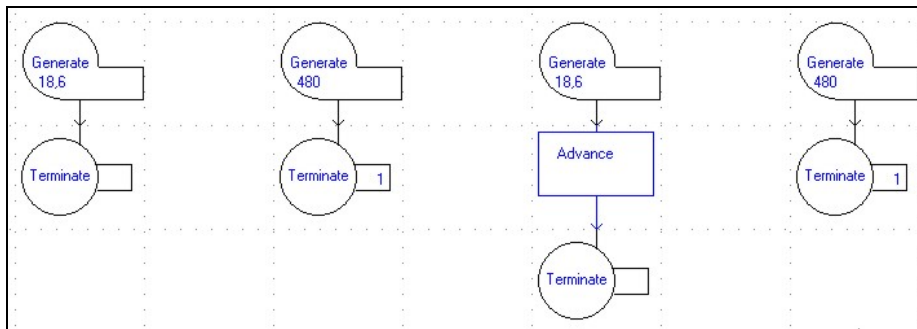 Generate
18,6
Terminate
Generate
480
Terminate
1
Generate
18,6
Advance
Terminate
Generate
480
Terminate
1